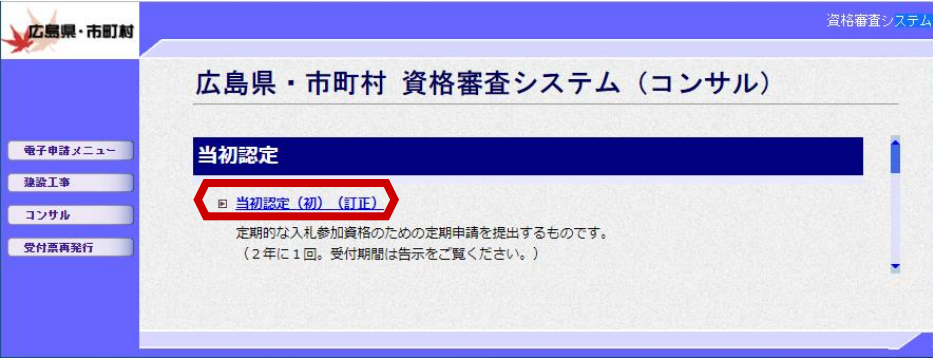 広島県・市町村
資格審査システム
広島県・市町村 資格審査システム（コンサル）
電子申請メニュー
建設工事
コンサル
受付票再発行
当初認定
当初認定（初）（訂正）
定期的な入札参加資格のための定期申請を提出するものです。
（２年に１回。受付期間は告示をご覧ください。）